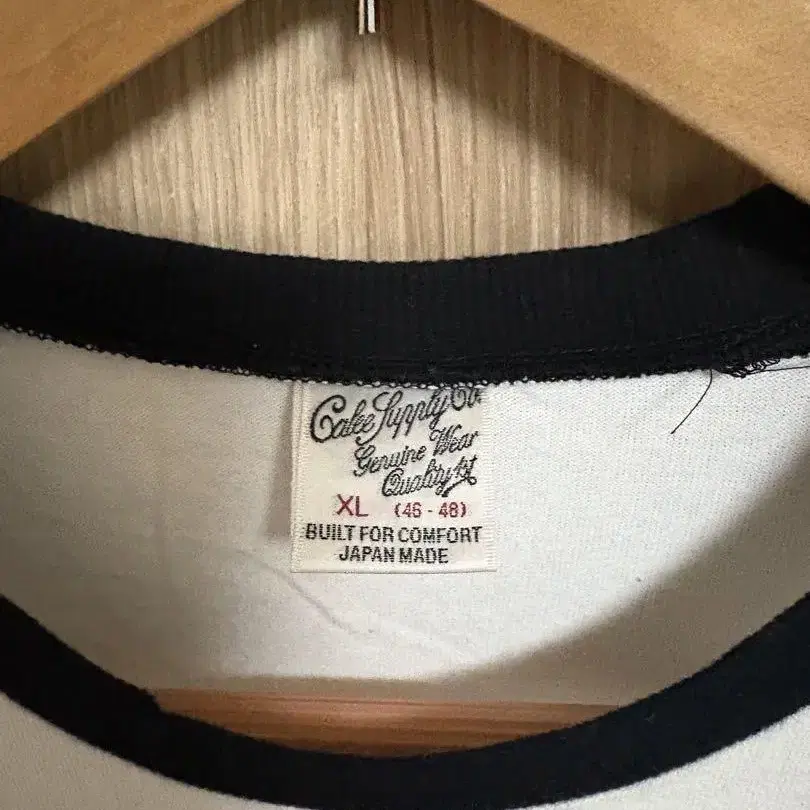 Calee Supply Co.
Genuine Wear
Quality 1st
XL (46 - 48)
BUILT FOR COMFORT
JAPAN MADE